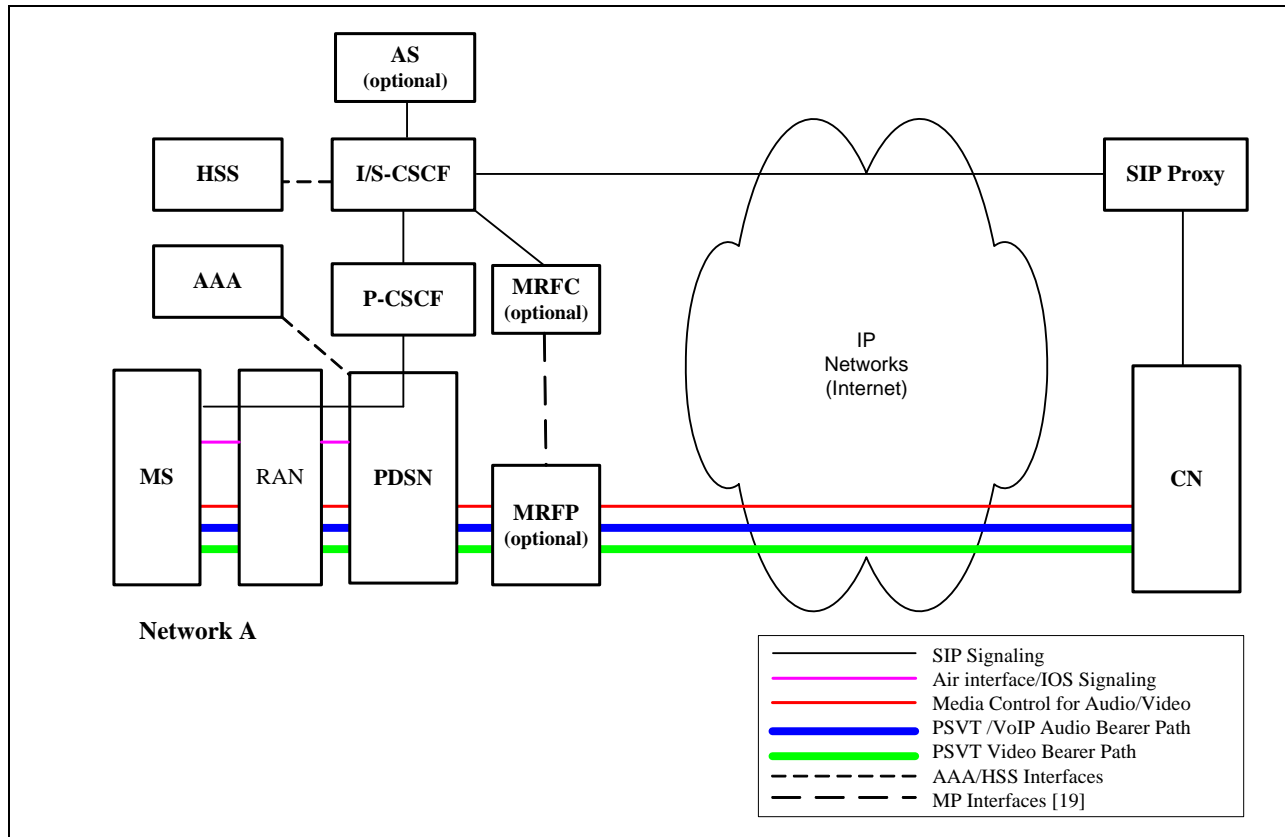 AS
(optional)
HSS
I/S-CSCF
SIP Proxy
AAA
P-CSCF
MRFC
(optional)
IP
Networks
(Internet)
MS
RAN
PDSN
MRFP
(optional)
CN
Network A
SIP Signaling
Air interface/IOS Signaling
Media Control for Audio/Video
PSVT /VoIP Audio Bearer Path
PSVT Video Bearer Path
AAA/HSS Interfaces
MP Interfaces [19]